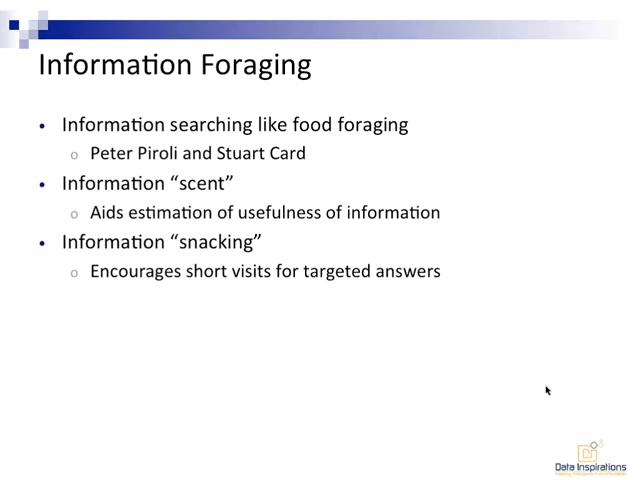 Information Foraging
• Information searching like food foraging
o Peter Piroli and Stuart Card
• Information “scent”
o Aids estimation of usefulness of information
• Information “snacking”
o Encourages short visits for targeted answers
Data Inspirations